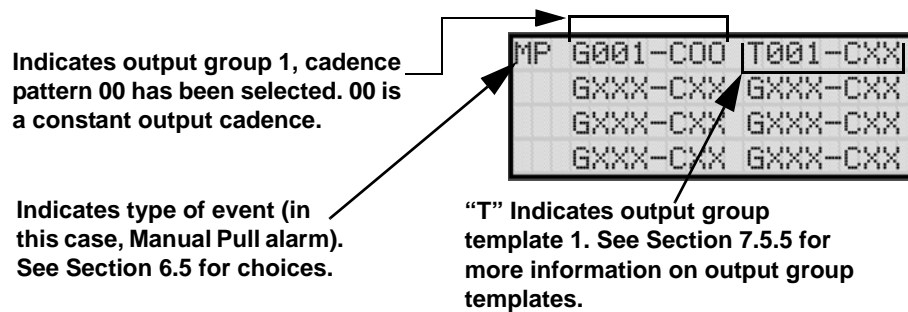 Indicates output group 1, cadence
pattern 00 has been selected. 00 is
a constant output cadence.
MP G001-C00 T001-CXX
GXXX-CXX GXXX-CXX
GXXX-CXX GXXX-CXX
GXXX-CXX GXXX-CXX
Indicates type of event (in
this case, Manual Pull alarm).
See Section 6.5 for choices.
“T” Indicates output group
template 1. See Section 7.5.5 for
more information on output group
templates.